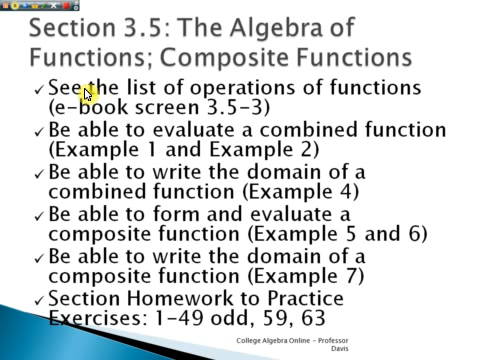 Section 3.5: The Algebra of
Functions; Composite Functions
See the list of operations of functions
(e-book screen 3.5-3)
Be able to evaluate a combined function
(Example 1 and Example 2)
Be able to write the domain of a
combined function (Example 4)
Be able to form and evaluate a
composite function (Example 5 and 6)
Be able to write the domain of a
composite function (Example 7)
Section Homework to Practice
Exercises: 1-49 odd, 59, 63
College Algebra Online - Professor
Davis